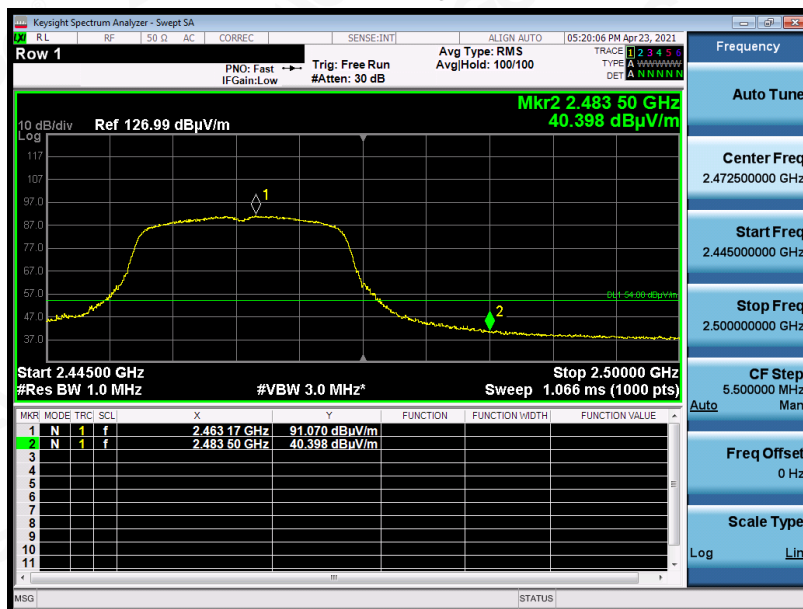 Keysight Spectrum Analyzer - Swept SA
LXI RL RF 50 Ω AC CORREC SENSE:INT ALIGN AUTO 05:20:06 PM Apr 23, 2021
Row 1
PNO: Fast
IFGain:Low
Trig: Free Run
#Atten: 30 dB
Avg Type: RMS
Avg|Hold: 100/100
TRACE 1 2 3 4 5 6
TYPE A WWWWW
DET A N N N N N
Mkr2 2.483 50 GHz
40.398 dBµV/m
10 dB/div Ref 126.99 dBµV/m
Log
117
107
97.0
87.0
77.0
67.0
57.0
47.0
37.0
1
2
DL1 54.00 dBµV/m
Start 2.44500 GHz Stop 2.50000 GHz
#Res BW 1.0 MHz #VBW 3.0 MHz* Sweep 1.066 ms (1000 pts)
MKR MODE TRC SCL X Y FUNCTION FUNCTION WIDTH FUNCTION VALUE
1 N 1 f 2.463 17 GHz 91.070 dBµV/m
2 N 1 f 2.483 50 GHz 40.398 dBµV/m
3
4
5
6
7
8
9
10
11
MSG STATUS
Frequency
Auto Tune
Center Freq
2.472500000 GHz
Start Freq
2.445000000 GHz
Stop Freq
2.500000000 GHz
CF Step
5.500000 MHz
Auto Man
Freq Offset
0 Hz
Scale Type
Log Lin